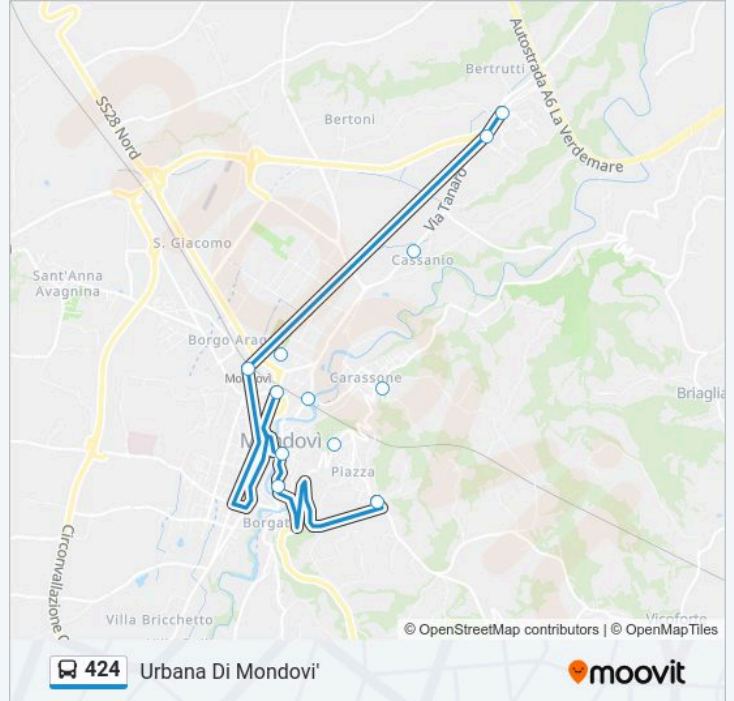 Autostrada A6 La Verdemare
Bertrutti
SS28 Nord
Bertoni
Via Tanaro
S. Giacomo
Cassanio
Sant'Anna
Avagnina
Borgo Arag
Mondovì
Carassone
Briaglia
Mondovì
Piazza
Borgat
Circonvallazione
Villa Bricchetto
Vicoforte
© OpenStreetMap contributors | © OpenMapTiles
424 Urbana Di Mondovi' moovit